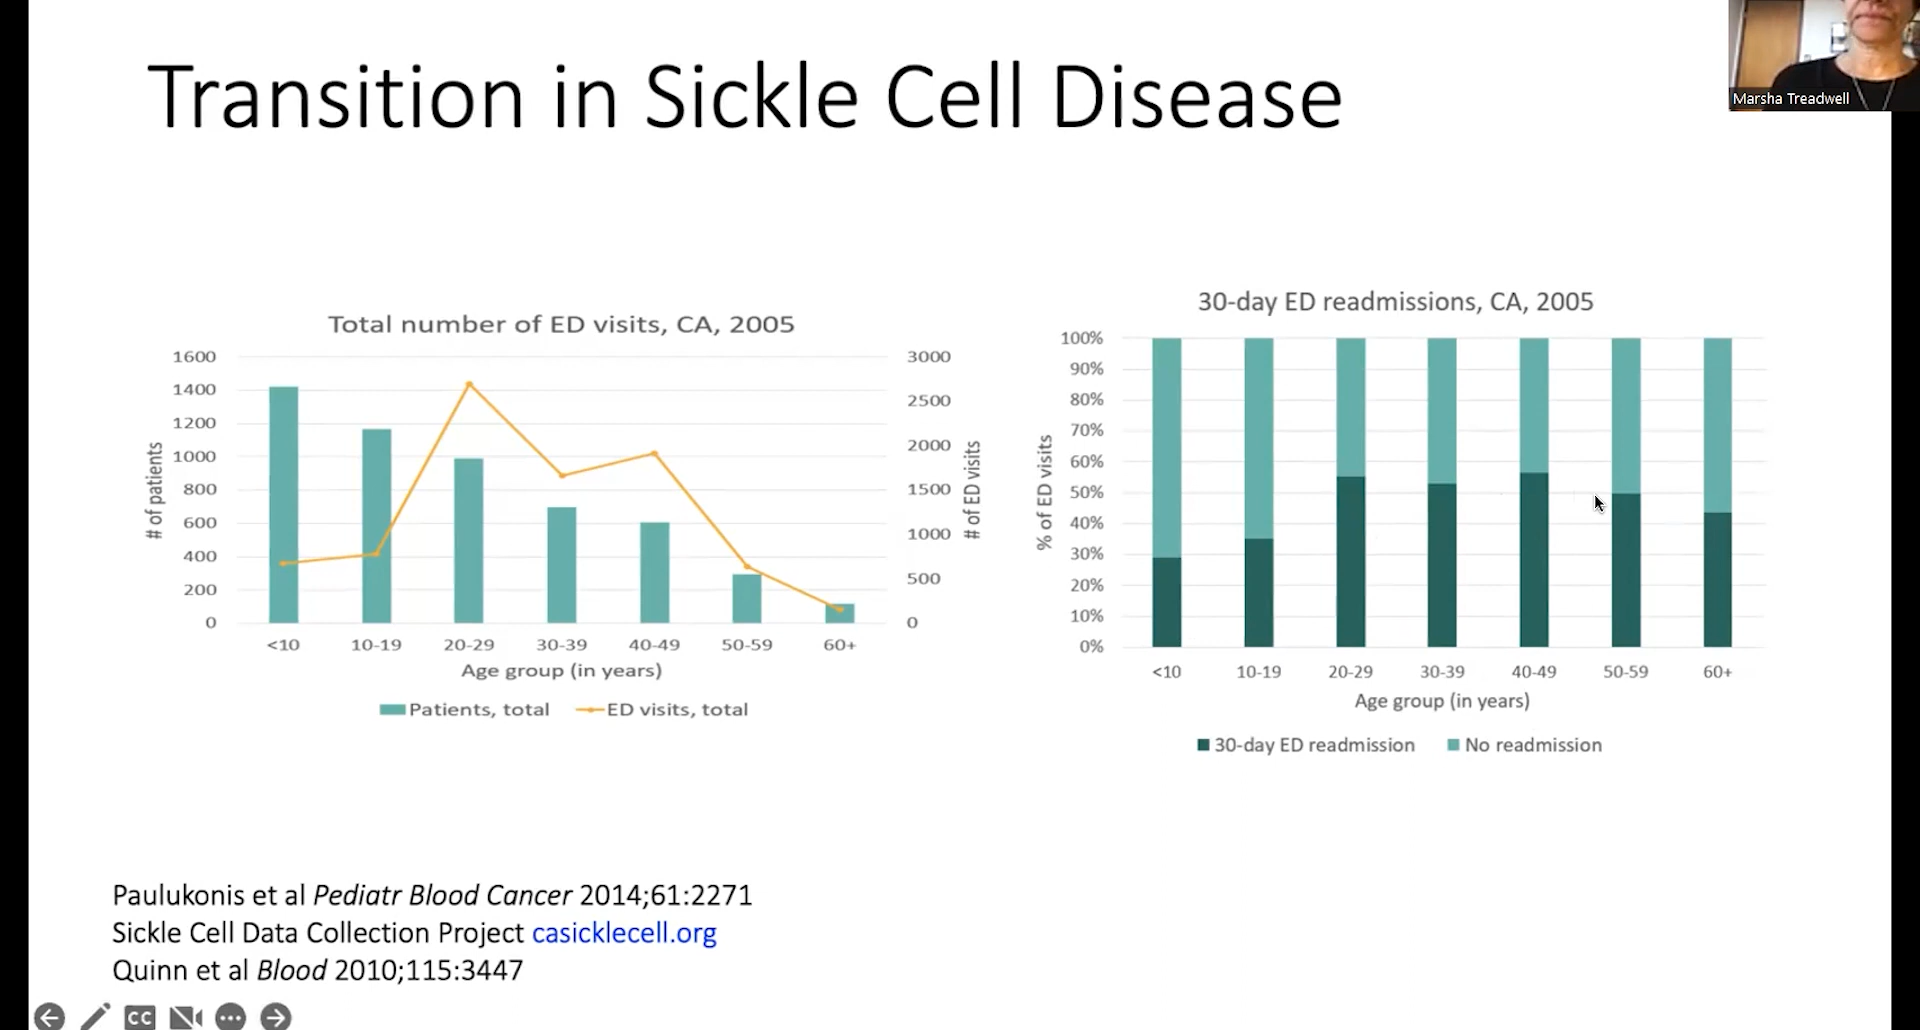 Transition in Sickle Cell Disease
Marsha Treadwell
Total number of ED visits, CA, 2005
# of patients
1600
1400
1200
1000
800
600
400
200
0
3000
2500
2000
1500
1000
500
0
# of ED visits
<10 10-19 20-29 30-39 40-49 50-59 60+
Age group (in years)
Patients, total ED visits, total
30-day ED readmissions, CA, 2005
% of ED visits
100%
90%
80%
70%
60%
50%
40%
30%
20%
10%
0%
<10 10-19 20-29 30-39 40-49 50-59 60+
Age group (in years)
30-day ED readmission No readmission
Paulukonis et al Pediatr Blood Cancer 2014;61:2271
Sickle Cell Data Collection Project casicklecell.org
Quinn et al Blood 2010;115:3447
CC